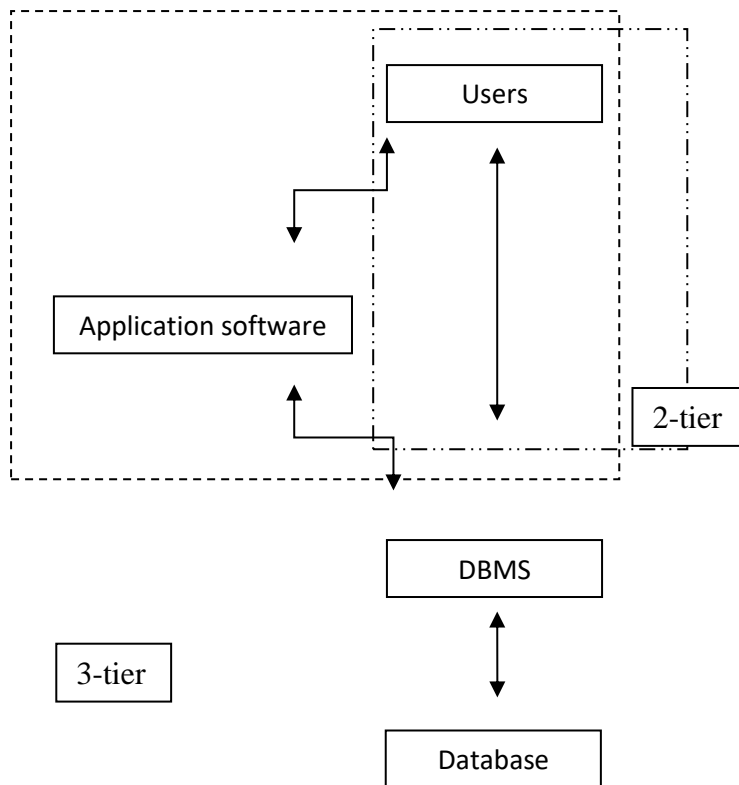 Users
Application software
2-tier
DBMS
3-tier
Database